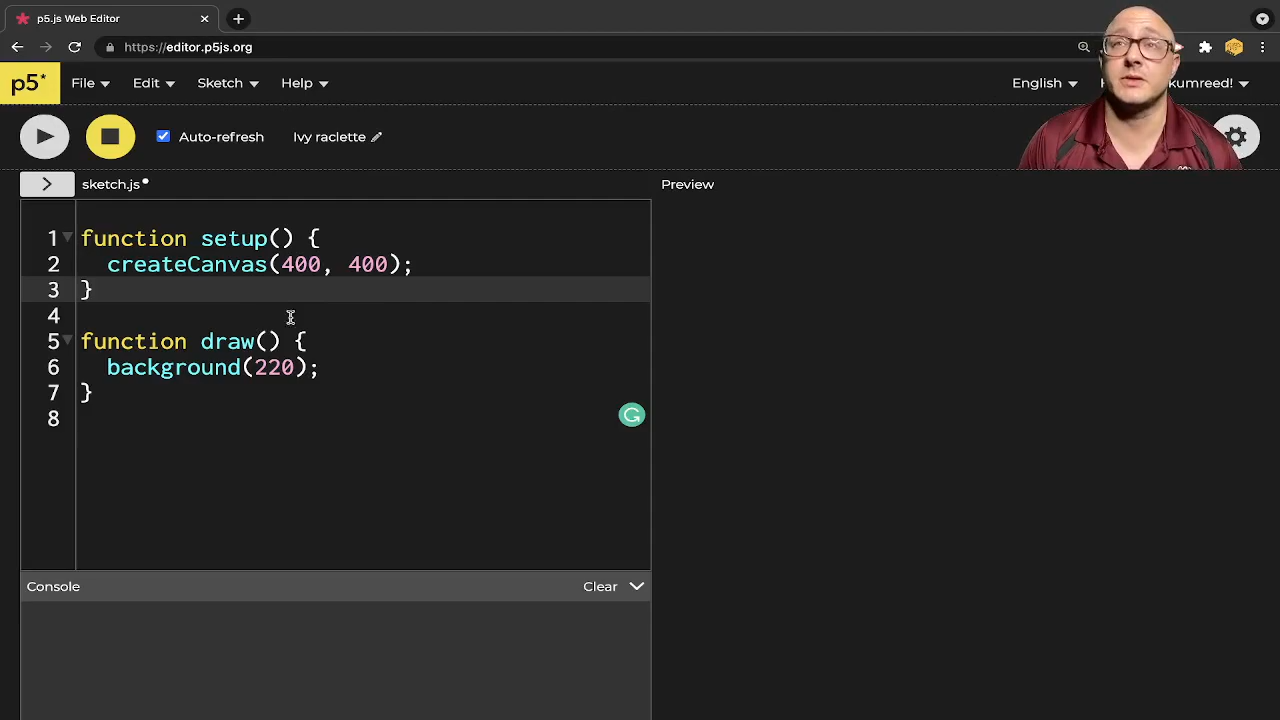 p5.js Web Editor
https://editor.p5js.org
p5* File Edit Sketch Help English kumreed!
Auto-refresh Ivy raclette
> sketch.js• Preview
1 function setup() {
2 createCanvas(400, 400);
3 }
4
5 function draw() {
6 background(220);
7 }
8
G
Console Clear